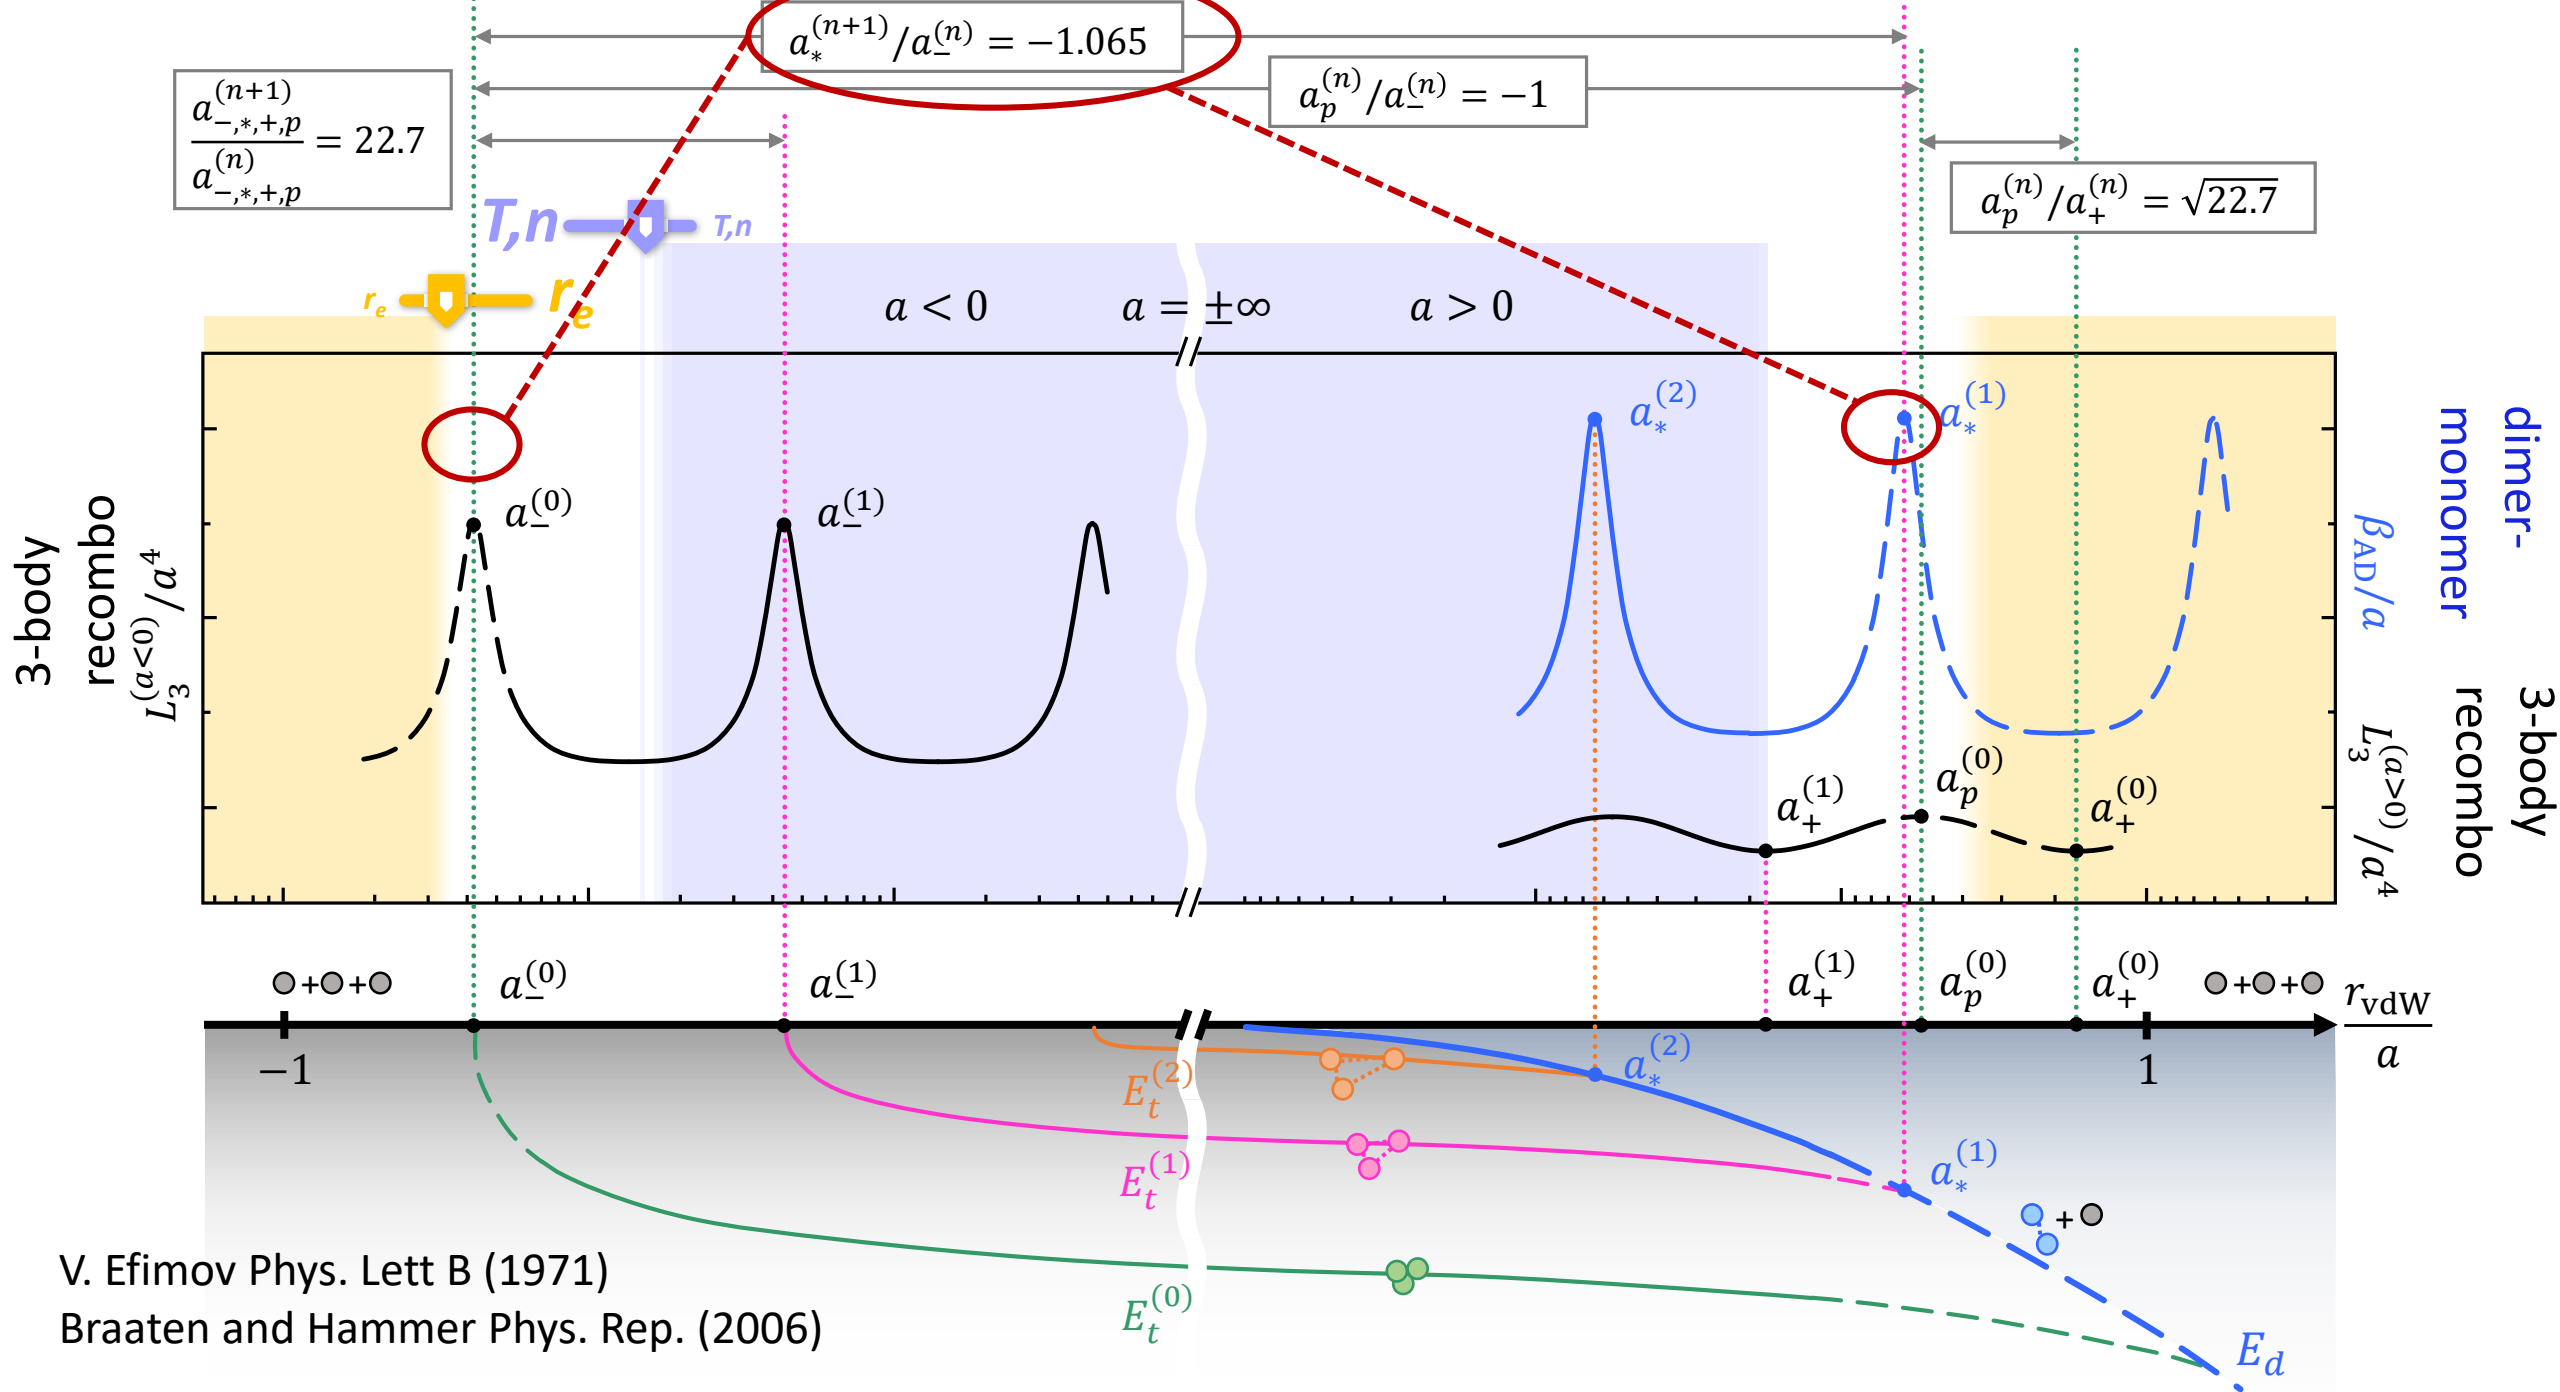 a_*^{(n+1)}/a_−^{(n)} = −1.065
a_p^{(n)}/a_−^{(n)} = −1
a_{−,*,+,p}^{(n+1)} / a_{−,*,+,p}^{(n)} = 22.7
a_p^{(n)}/a_+^{(n)} = √22.7
T,n T,n
r_e r_e
a < 0 a = ±∞ a > 0
a_*^{(2)} a_*^{(1)}
a_−^{(0)} a_−^{(1)}
a_p^{(0)}
a_+^{(1)} a_+^{(0)}
3-body
recombo
L_3^{(a<0)}/a^4
dimer-
monomer
β_AD/a
3-body
recombo
L_3^{(a>0)}/a^4
+ + a_−^{(0)} a_−^{(1)} a_+^{(1)} a_p^{(0)} a_+^{(0)} + +
r_vdW / a
−1 1
E_t^{(2)} a_*^{(2)}
E_t^{(1)} a_*^{(1)}
+
E_t^{(0)}
E_d
V. Efimov Phys. Lett B (1971)
Braaten and Hammer Phys. Rep. (2006)